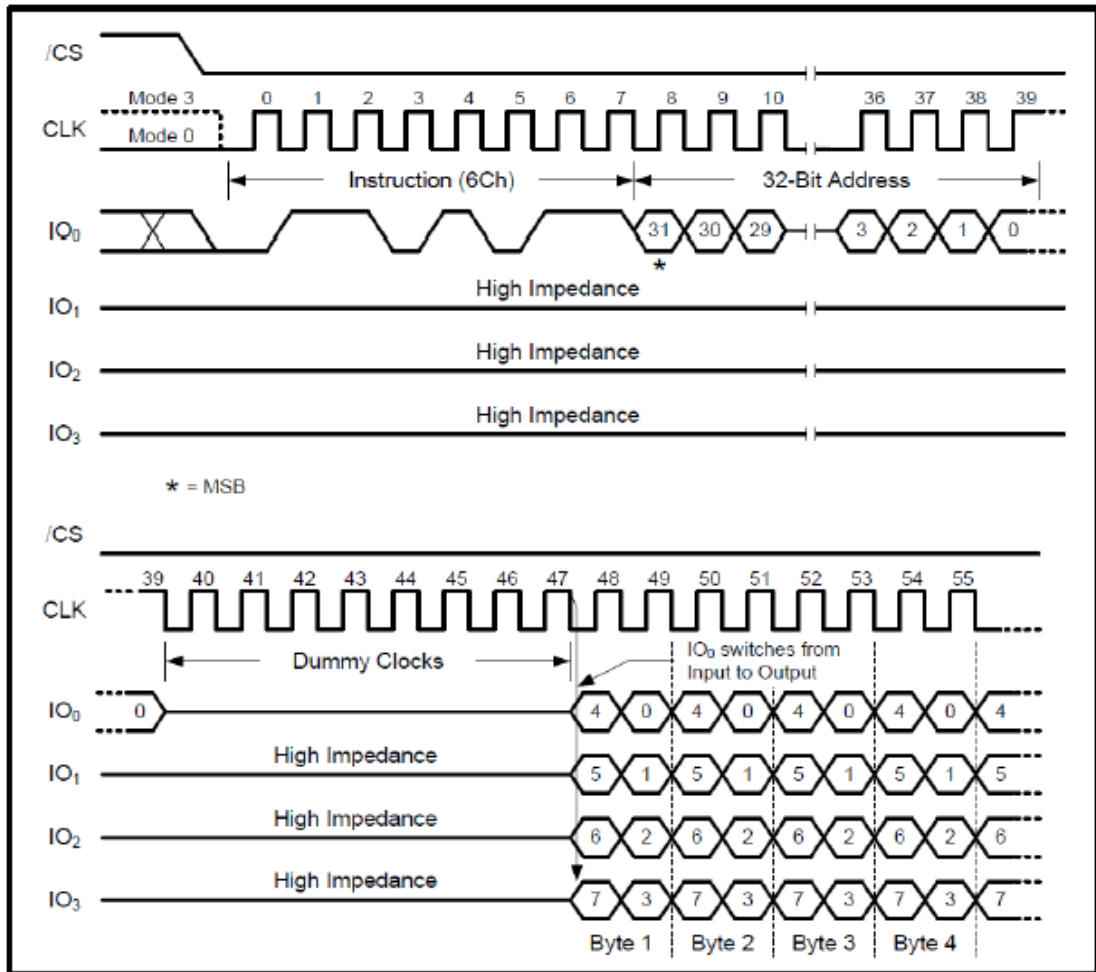 /CS
Mode 3 0 1 2 3 4 5 6 7 8 9 10 36 37 38 39
CLK
Mode 0
Instruction (6Ch) 32-Bit Address
IO₀ 31 30 29 3 2 1 0
*
High Impedance
IO₁
High Impedance
IO₂
High Impedance
IO₃
* = MSB
/CS
39 40 41 42 43 44 45 46 47 48 49 50 51 52 53 54 55
CLK
Dummy Clocks
IO₀ switches from
Input to Output
IO₀ 0 4 0 4 0 4 0 4 0 4
High Impedance
IO₁ 5 1 5 1 5 1 5 1 5
High Impedance
IO₂ 6 2 6 2 6 2 6 2 6
High Impedance
IO₃ 7 3 7 3 7 3 7 3 7
Byte 1 Byte 2 Byte 3 Byte 4